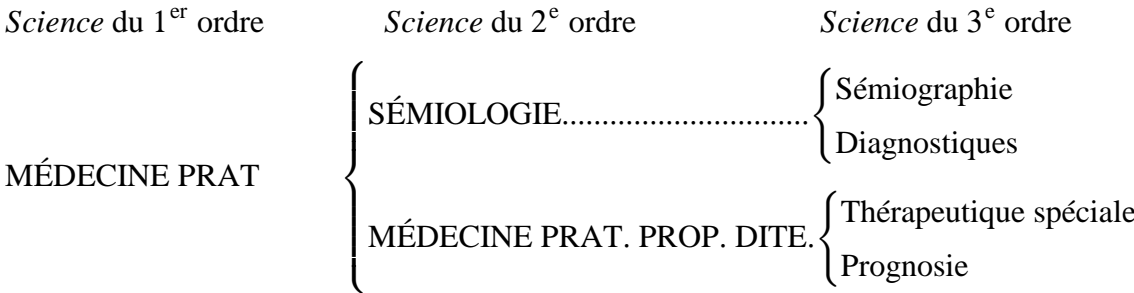 Science du 1er ordre Science du 2e ordre Science du 3e ordre
SÉMIOLOGIE............................... Sémiographie
Diagnostiques
MÉDECINE PRAT
MÉDECINE PRAT. PROP. DITE. Thérapeutique spéciale
Prognosie